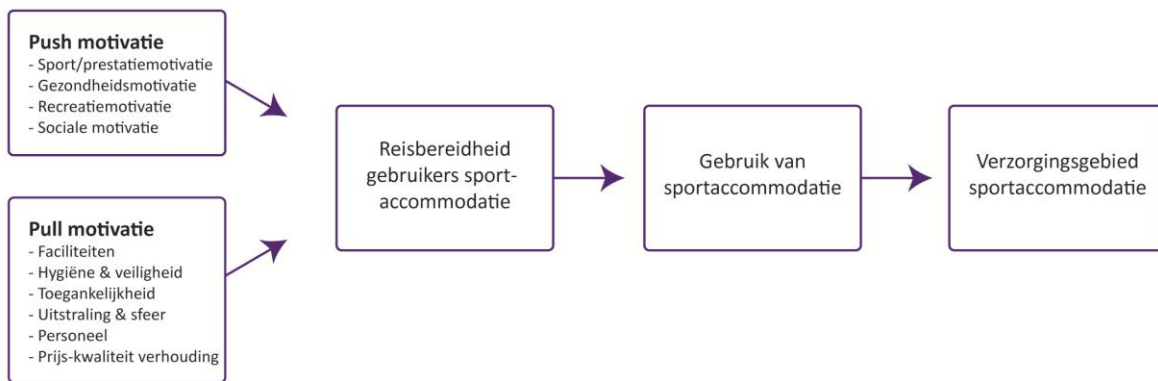 Push motivatie
- Sport/prestatiemotivatie
- Gezondheidsmotivatie
- Recreatiemotivatie
- Sociale motivatie
Pull motivatie
- Faciliteiten
- Hygiëne & veiligheid
- Toegankelijkheid
- Uitstraling & sfeer
- Personeel
- Prijs-kwaliteit verhouding
Reisbereidheid
gebruikers sport-
accommodatie
Gebruik van
sportaccommodatie
Verzorgingsgebied
sportaccommodatie